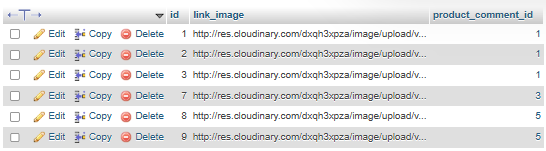 id link_image product_comment_id
Edit Copy Delete 1 http://res.cloudinary.com/dxqh3xpza/image/upload/v... 1
Edit Copy Delete 2 http://res.cloudinary.com/dxqh3xpza/image/upload/v... 1
Edit Copy Delete 3 http://res.cloudinary.com/dxqh3xpza/image/upload/v... 1
Edit Copy Delete 7 http://res.cloudinary.com/dxqh3xpza/image/upload/v... 3
Edit Copy Delete 8 http://res.cloudinary.com/dxqh3xpza/image/upload/v... 5
Edit Copy Delete 9 http://res.cloudinary.com/dxqh3xpza/image/upload/v... 5